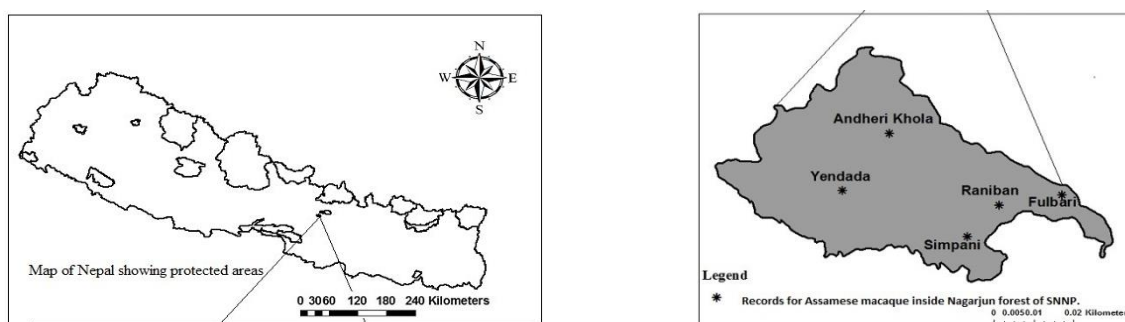 N
W E
S
Map of Nepal showing protected areas
0 3060 120 180 240 Kilometers
Andheri Khola
Yendada
Raniban
Fulbari
Simpani
Legend
Records for Assamese macaque inside Nagarjun forest of SNNP.
0 0.0050.01 0.02 Kilometer